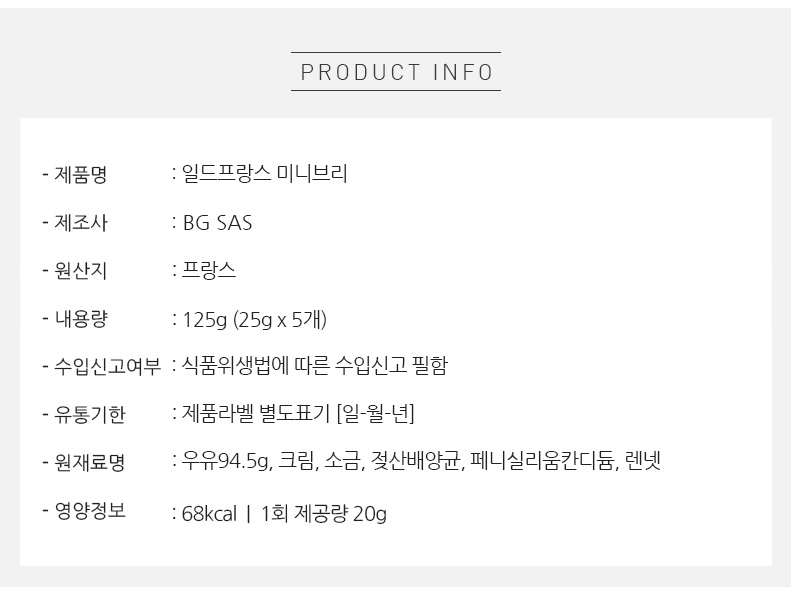 PRODUCT INFO
- 제품명 : 일드프랑스 미니브리
- 제조사 : BG SAS
- 원산지 : 프랑스
- 내용량 : 125g (25g x 5개)
- 수입신고여부 : 식품위생법에 따른 수입신고 필함
- 유통기한 : 제품라벨 별도표기 [일-월-년]
- 원재료명 : 우유94.5g, 크림, 소금, 젖산배양균, 페니실리움칸디듐, 렌넷
- 영양정보 : 68kcal | 1회 제공량 20g